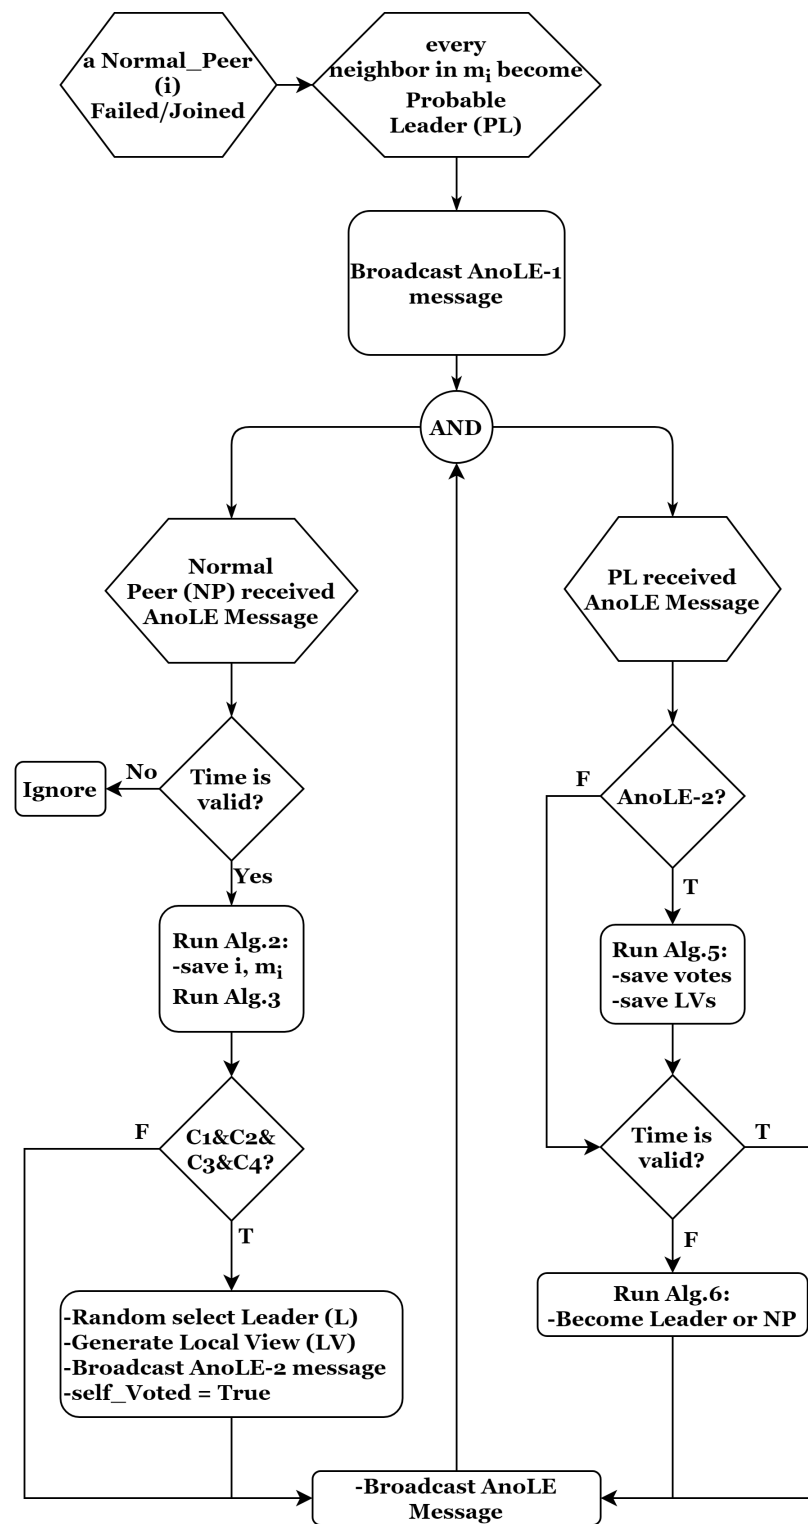 a Normal_Peer
(i)
Failed/Joined
every
neighbor in mi become
Probable
Leader (PL)
Broadcast AnoLE-1
message
AND
Normal
Peer (NP) received
AnoLE Message
PL received
AnoLE Message
Time is
valid?
No
Ignore
Yes
AnoLE-2?
F
T
Run Alg.2:
-save i, mi
Run Alg.3
Run Alg.5:
-save votes
-save LVs
C1&C2&
C3&C4?
F
T
Time is
valid?
T
F
-Random select Leader (L)
-Generate Local View (LV)
-Broadcast AnoLE-2 message
-self_Voted = True
Run Alg.6:
-Become Leader or NP
-Broadcast AnoLE
Message